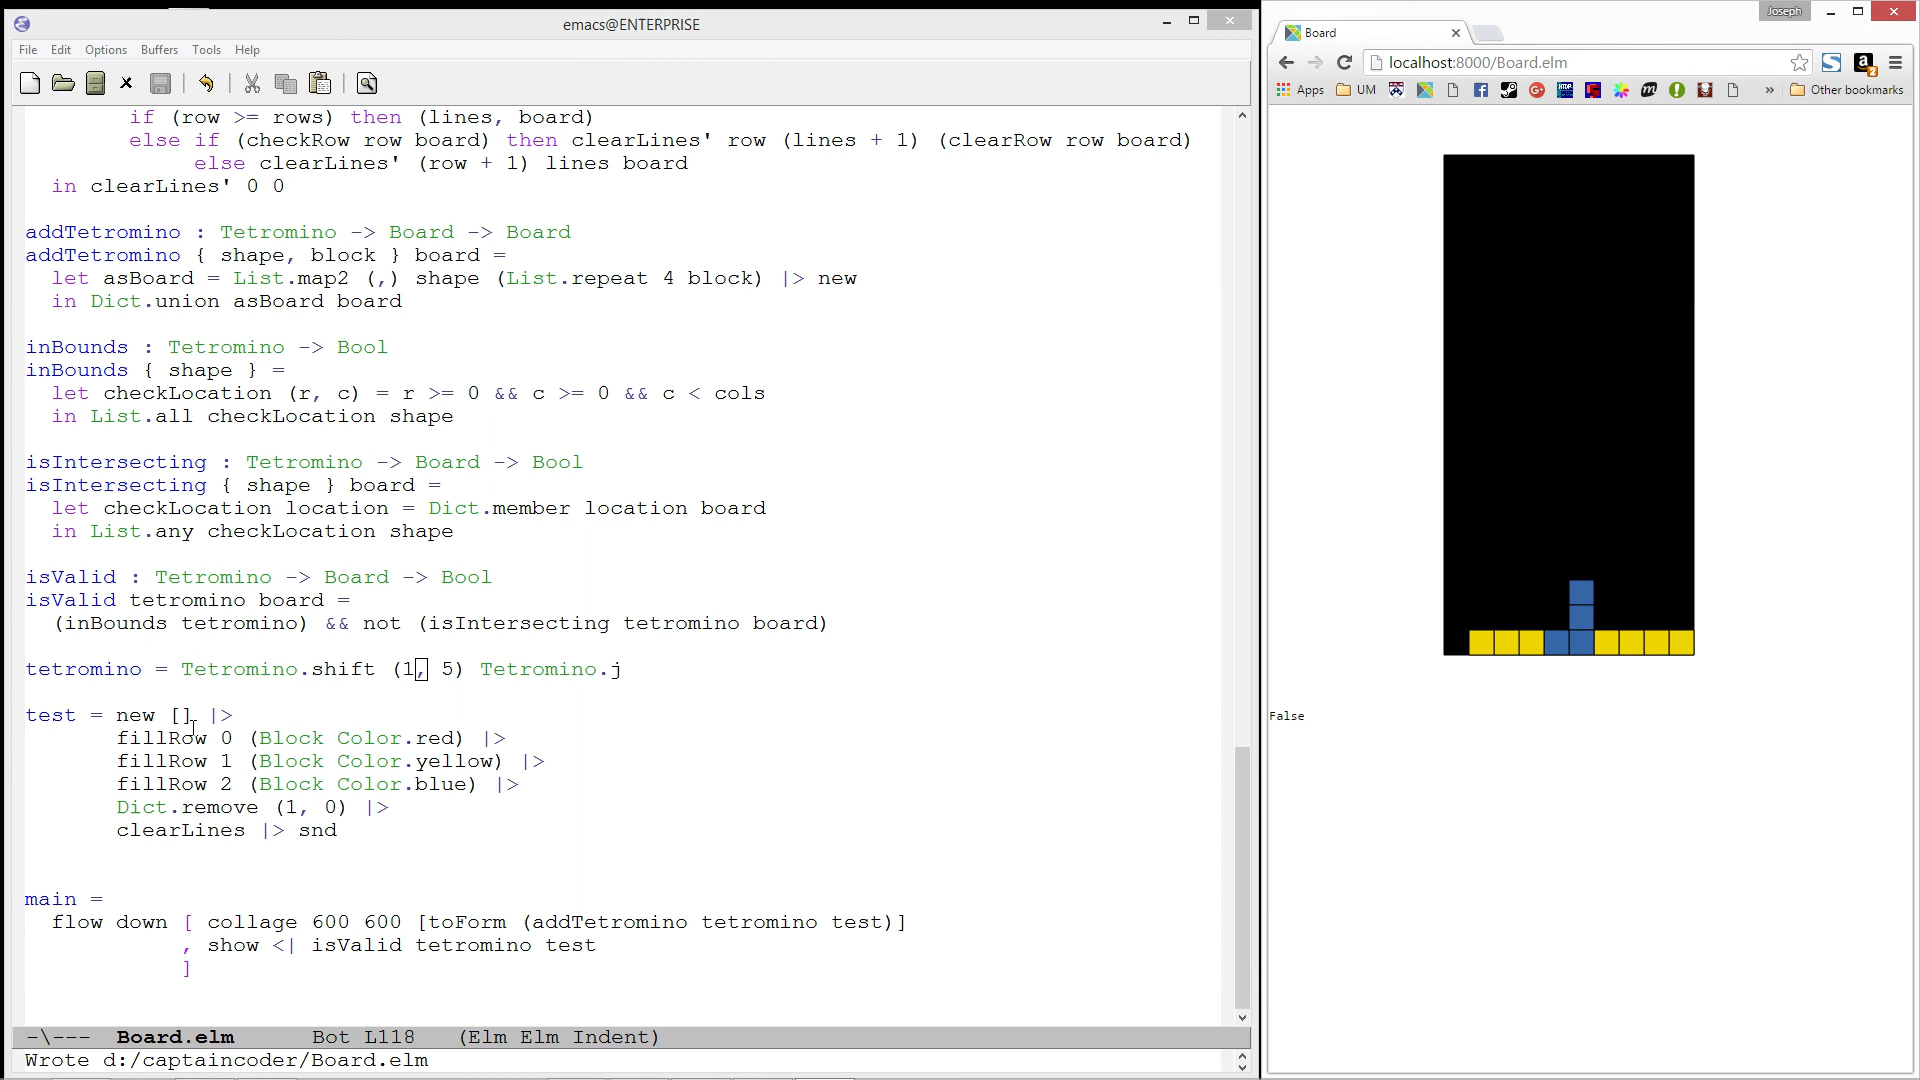 emacs@ENTERPRISE
File Edit Options Buffers Tools Help
if (row >= rows) then (lines, board)
else if (checkRow row board) then clearLines' row (lines + 1) (clearRow row board)
else clearLines' (row + 1) lines board
in clearLines' 0 0
addTetromino : Tetromino -> Board -> Board
addTetromino { shape, block } board =
let asBoard = List.map2 (,) shape (List.repeat 4 block) |> new
in Dict.union asBoard board
inBounds : Tetromino -> Bool
inBounds { shape } =
let checkLocation (r, c) = r >= 0 && c >= 0 && c < cols
in List.all checkLocation shape
isIntersecting : Tetromino -> Board -> Bool
isIntersecting { shape } board =
let checkLocation location = Dict.member location board
in List.any checkLocation shape
isValid : Tetromino -> Board -> Bool
isValid tetromino board =
(inBounds tetromino) && not (isIntersecting tetromino board)
tetromino = Tetromino.shift (1, 5) Tetromino.j
test = new [] |>
fillRow 0 (Block Color.red) |>
fillRow 1 (Block Color.yellow) |>
fillRow 2 (Block Color.blue) |>
Dict.remove (1, 0) |>
clearLines |> snd
main =
flow down [ collage 600 600 [toForm (addTetromino tetromino test)]
, show <| isValid tetromino test
]
-\--- Board.elm Bot L118 (Elm Elm Indent)
Wrote d:/captaincoder/Board.elm
Joseph
Board
localhost:8000/Board.elm
Apps UM » Other bookmarks
False